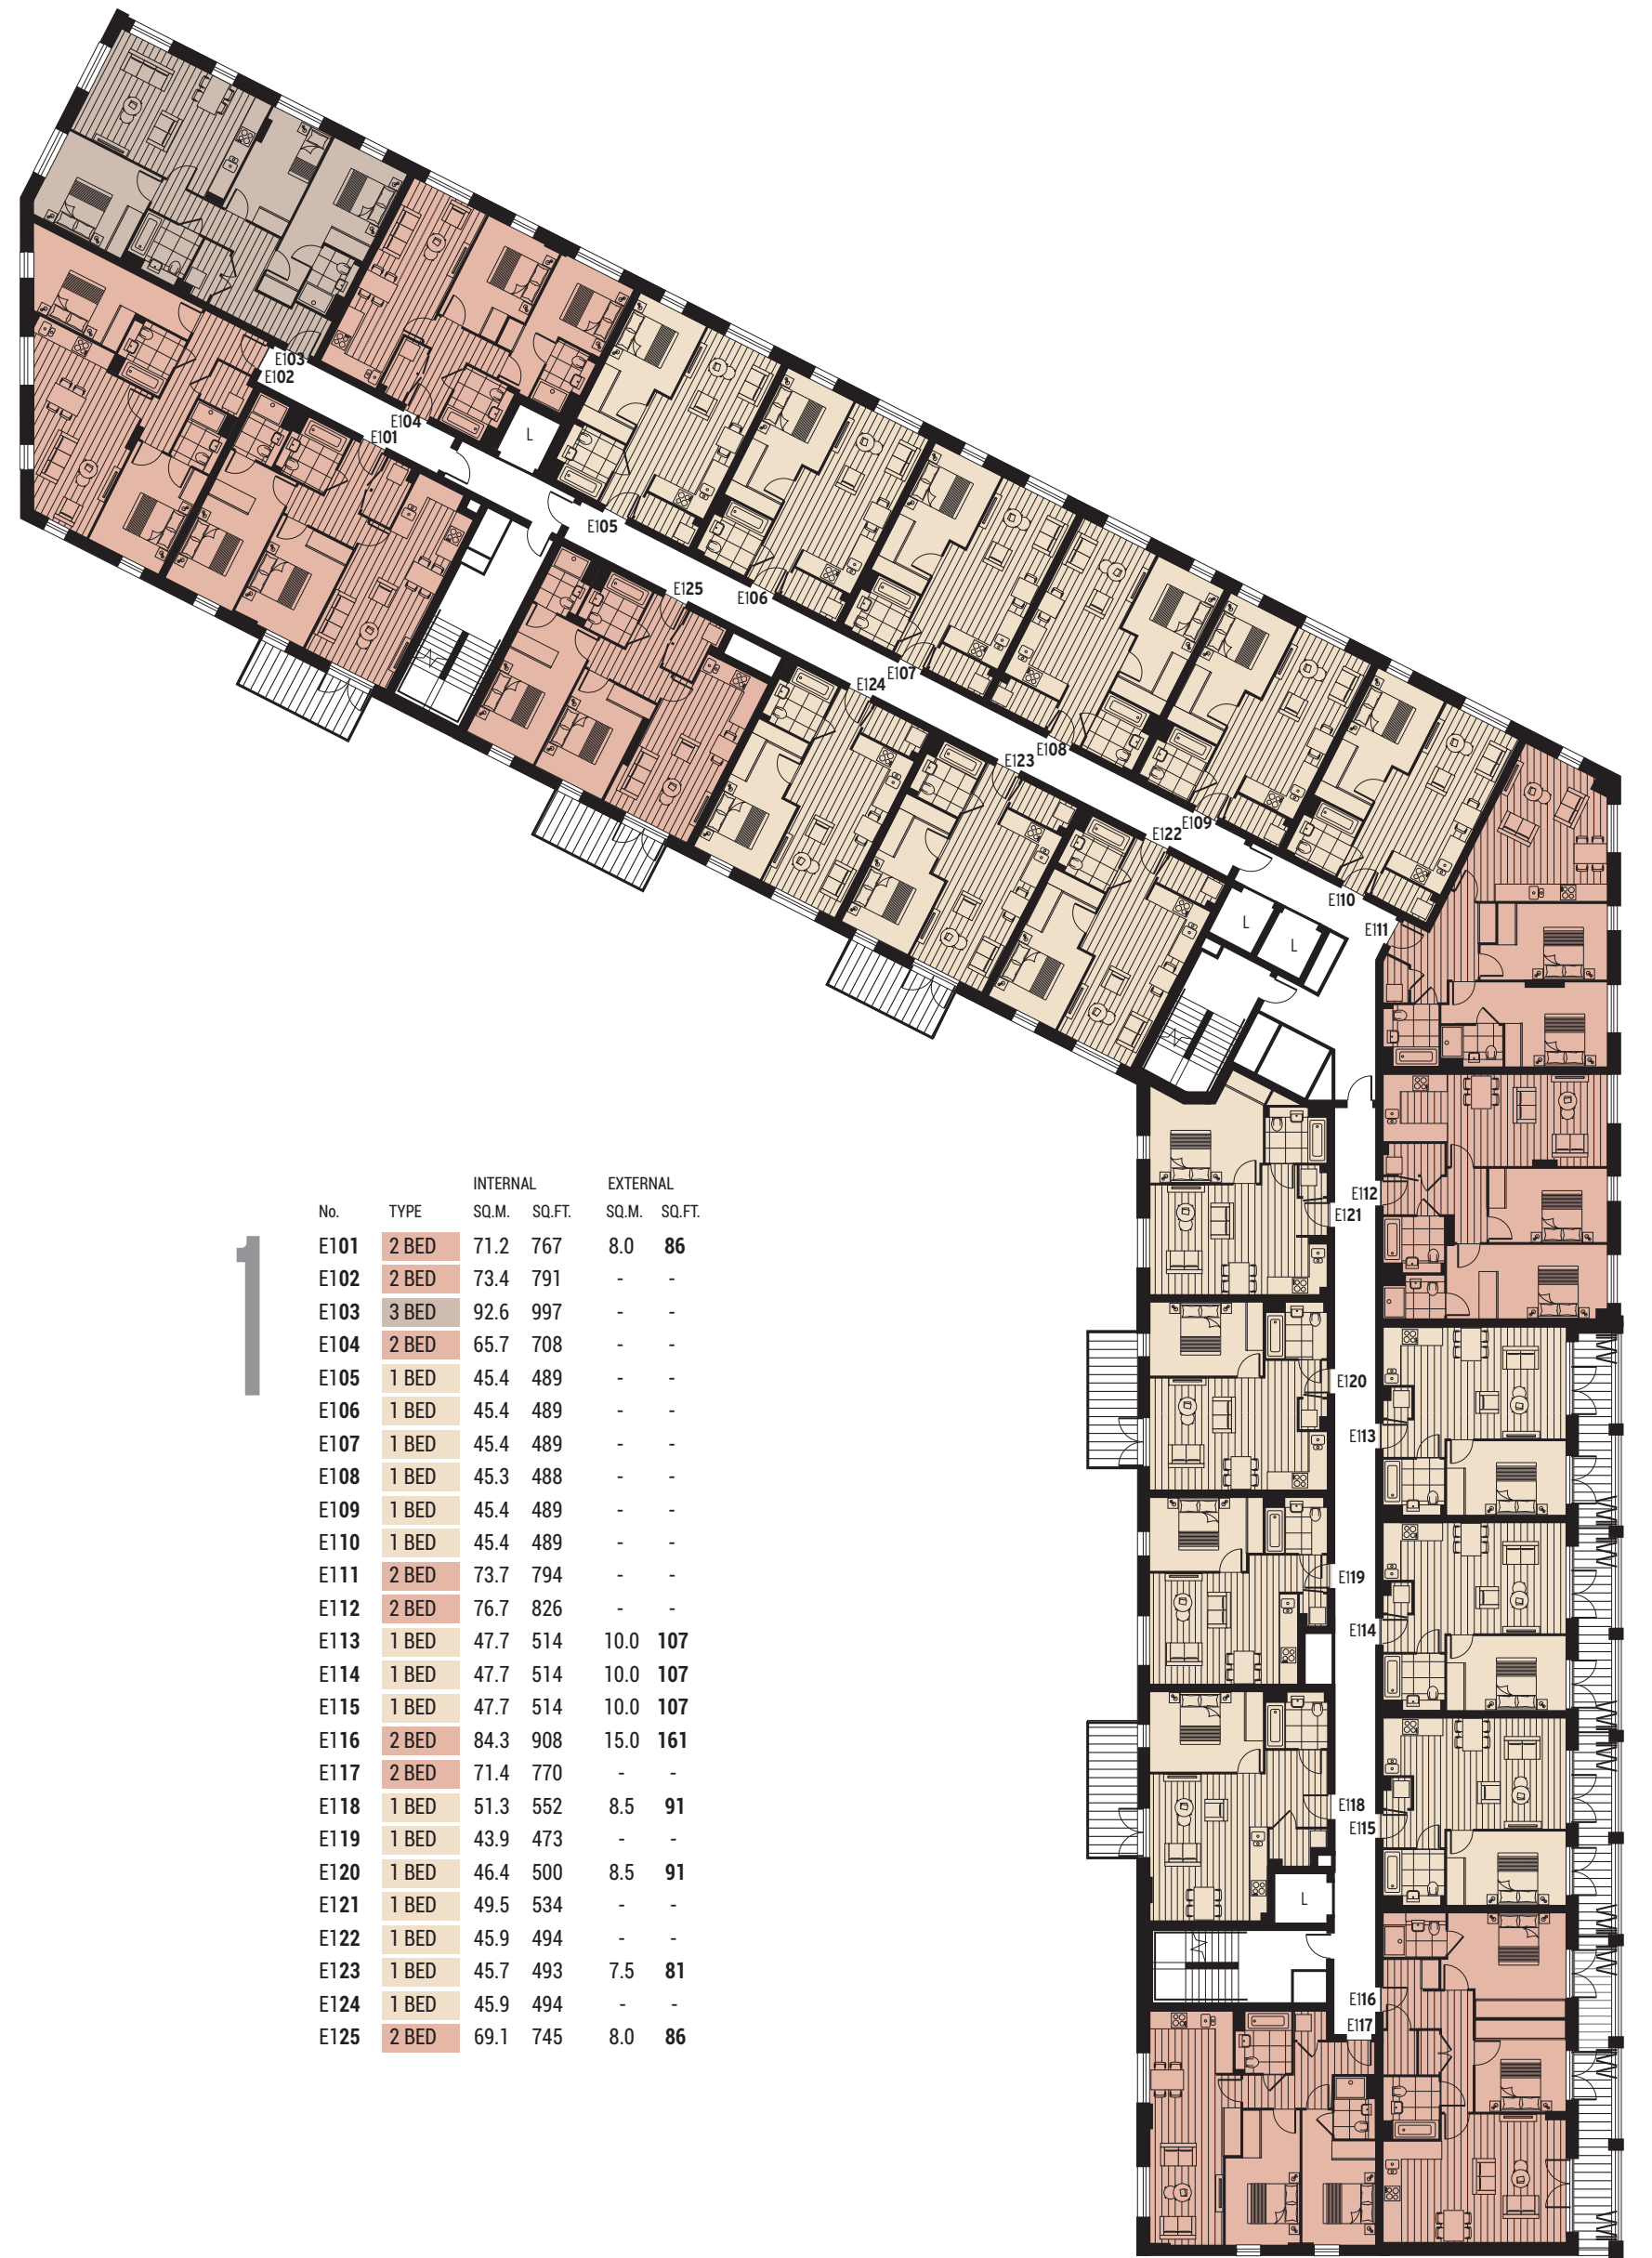 E103
E102
E104
E101
L
E105
E125
E106
E107
E124
E108
E123
E109
E122
E110
L
L
E111
E112
E121
E120
E113
E119
E114
E118
E115
L
E116
E117
1
INTERNAL EXTERNAL
No. TYPE SQ.M. SQ.FT. SQ.M. SQ.FT.
E101 2 BED 71.2 767 8.0 86
E102 2 BED 73.4 791 - -
E103 3 BED 92.6 997 - -
E104 2 BED 65.7 708 - -
E105 1 BED 45.4 489 - -
E106 1 BED 45.4 489 - -
E107 1 BED 45.4 489 - -
E108 1 BED 45.3 488 - -
E109 1 BED 45.4 489 - -
E110 1 BED 45.4 489 - -
E111 2 BED 73.7 794 - -
E112 2 BED 76.7 826 - -
E113 1 BED 47.7 514 10.0 107
E114 1 BED 47.7 514 10.0 107
E115 1 BED 47.7 514 10.0 107
E116 2 BED 84.3 908 15.0 161
E117 2 BED 71.4 770 - -
E118 1 BED 51.3 552 8.5 91
E119 1 BED 43.9 473 - -
E120 1 BED 46.4 500 8.5 91
E121 1 BED 49.5 534 - -
E122 1 BED 45.9 494 - -
E123 1 BED 45.7 493 7.5 81
E124 1 BED 45.9 494 - -
E125 2 BED 69.1 745 8.0 86